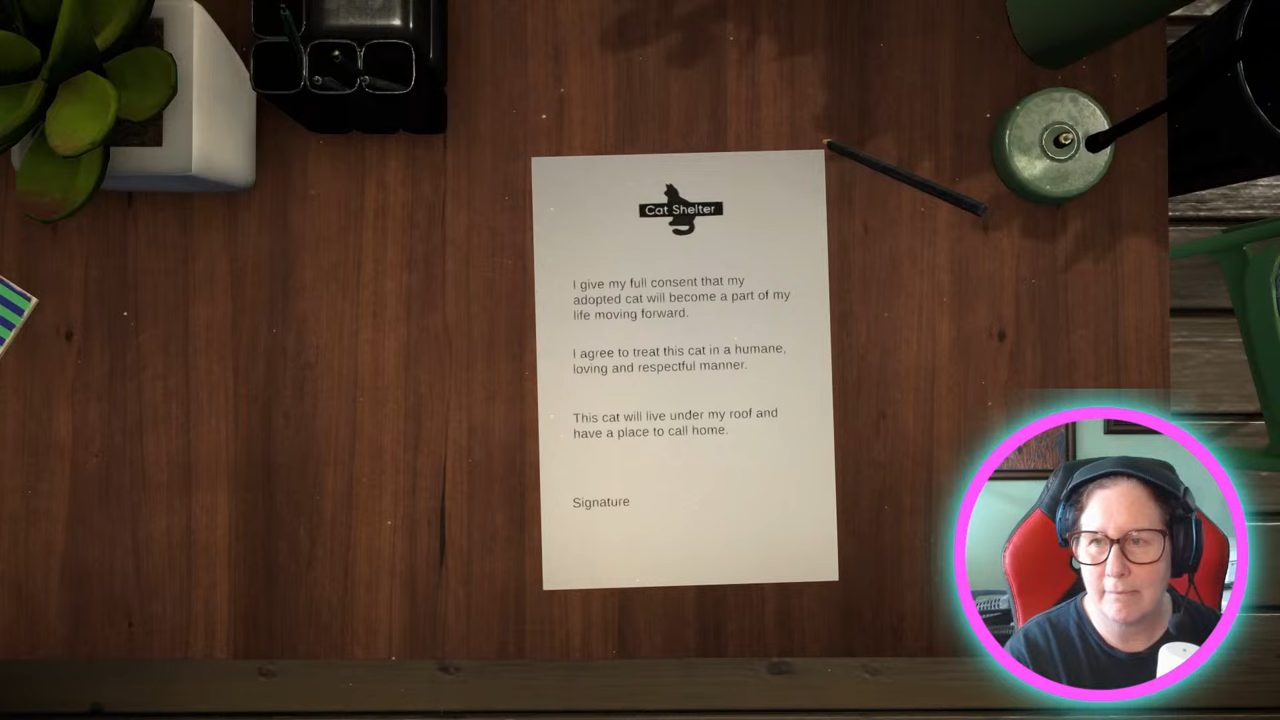 Cat Shelter
I give my full consent that my
adopted cat will become a part of my
life moving forward.
I agree to treat this cat in a humane,
loving and respectful manner.
This cat will live under my roof and
have a place to call home.
Signature